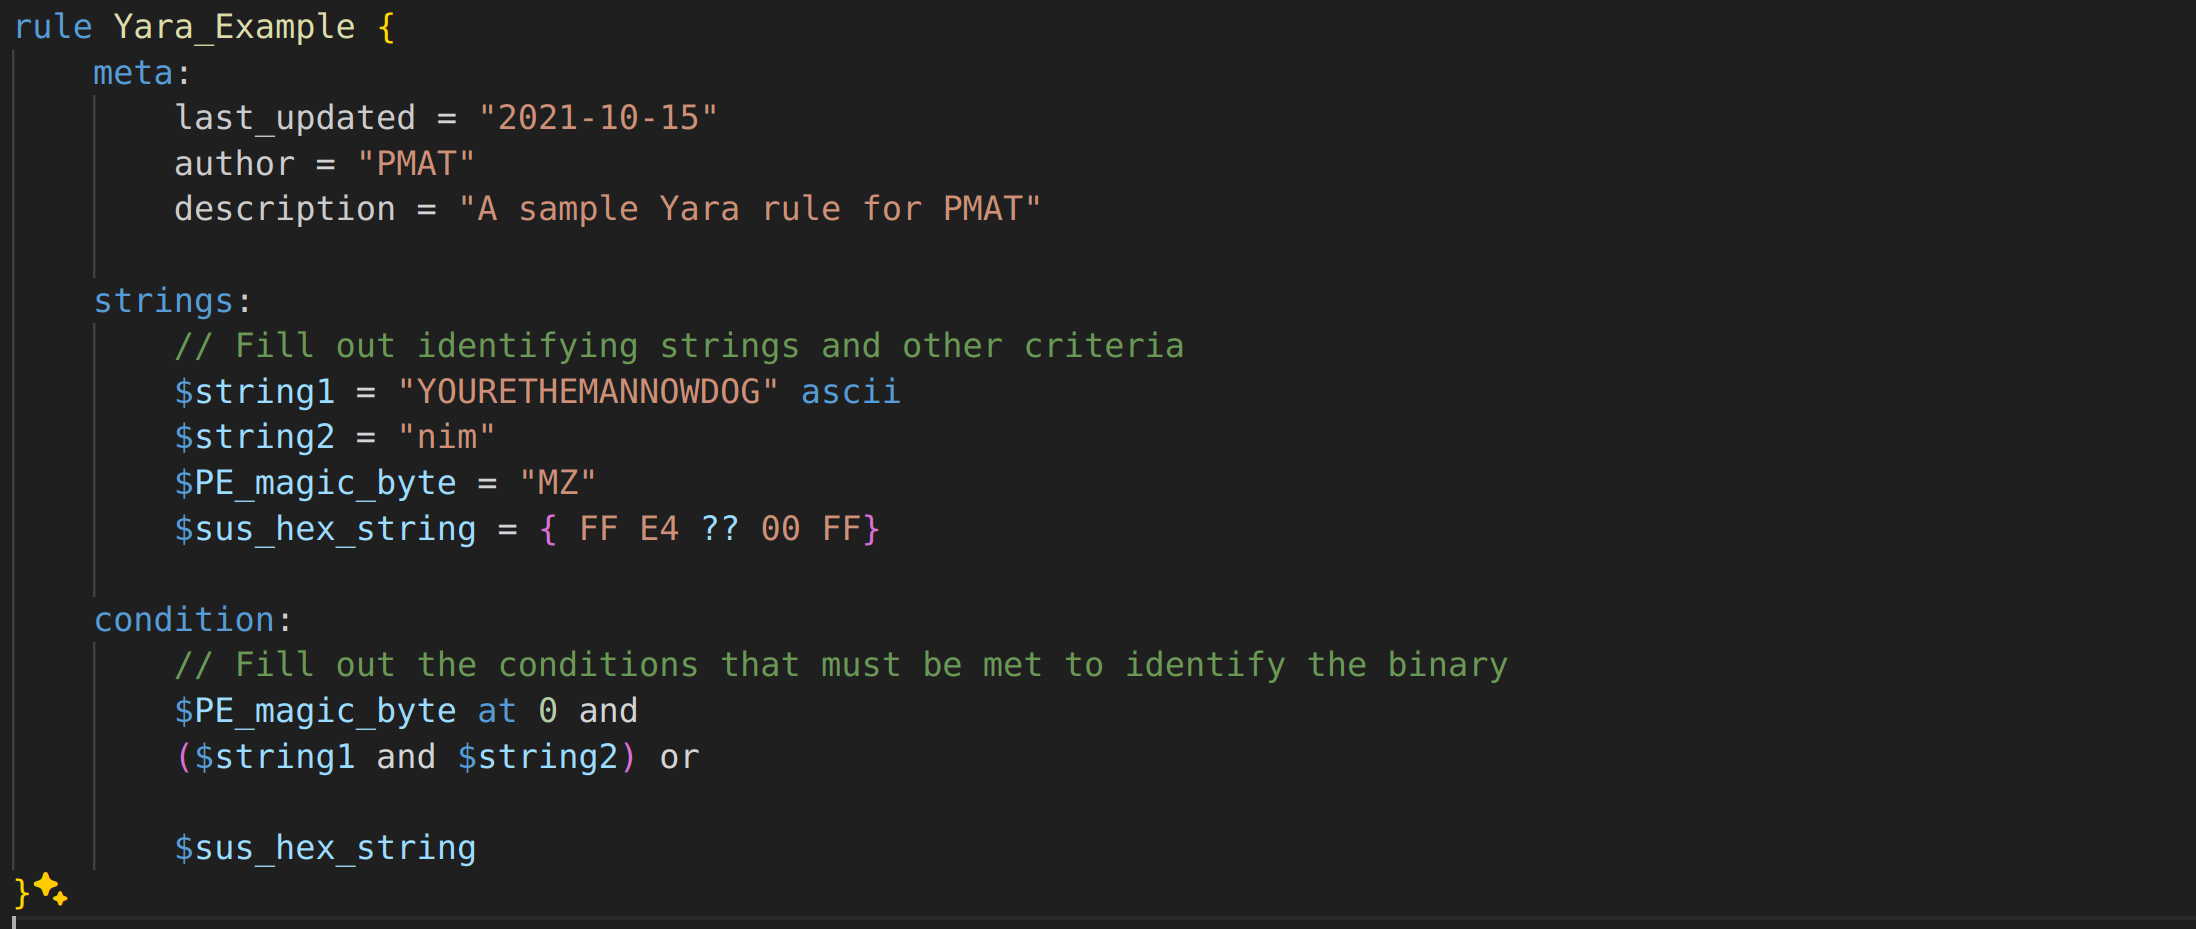 rule Yara_Example {
    meta:
        last_updated = "2021-10-15"
        author = "PMAT"
        description = "A sample Yara rule for PMAT"

    strings:
        // Fill out identifying strings and other criteria
        $string1 = "YOURETHEMANNOWDOG" ascii
        $string2 = "nim"
        $PE_magic_byte = "MZ"
        $sus_hex_string = { FF E4 ?? 00 FF}

    condition:
        // Fill out the conditions that must be met to identify the binary
        $PE_magic_byte at 0 and
        ($string1 and $string2) or

        $sus_hex_string
}